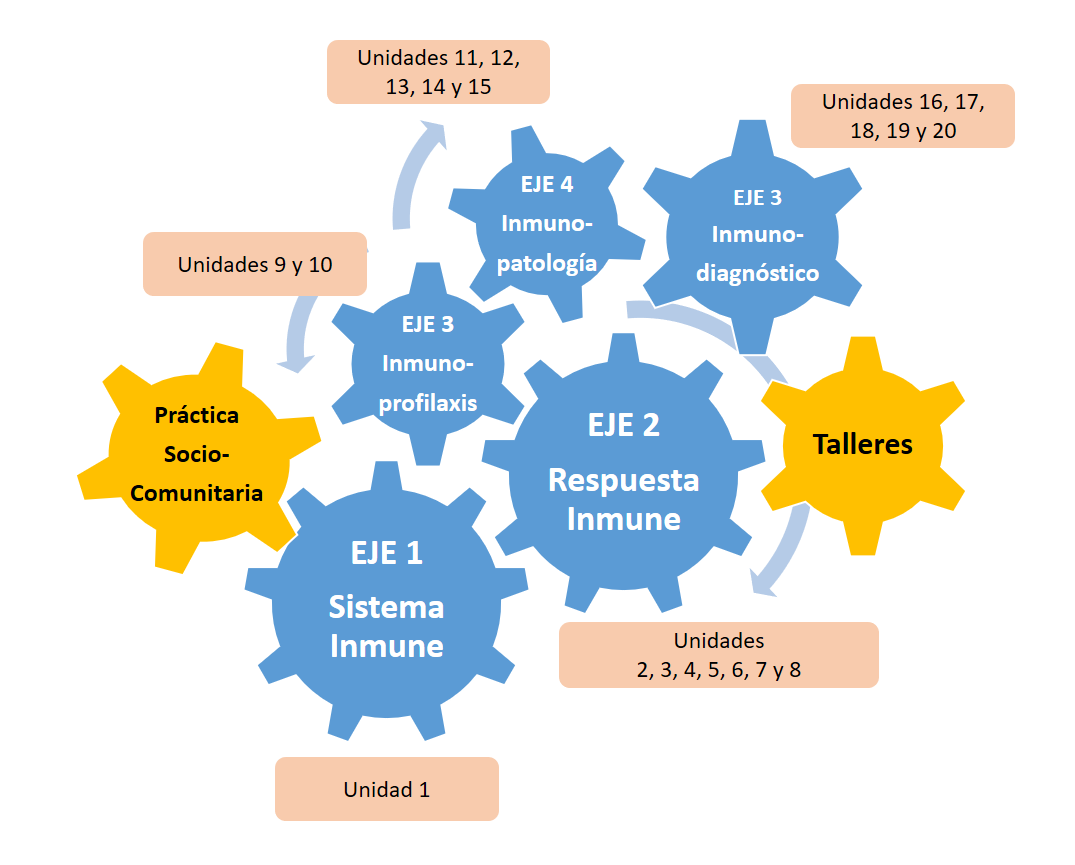 Unidades 11, 12,
13, 14 y 15
Unidades 16, 17,
18, 19 y 20
EJE 4
Inmuno-
patología
EJE 3
Inmuno-
diagnóstico
Unidades 9 y 10
EJE 3
Inmuno-
profilaxis
Práctica
Socio-
Comunitaria
EJE 2
Respuesta
Inmune
Talleres
EJE 1
Sistema
Inmune
Unidades
2, 3, 4, 5, 6, 7 y 8
Unidad 1